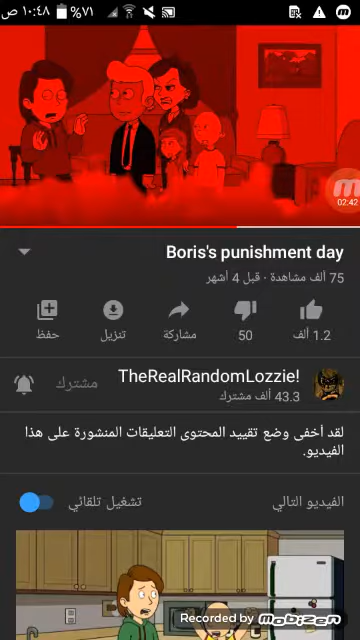 ١٠:٤٨ ص
%٧١
02:42
Boris's punishment day
75 ألف مشاهدة · قبل 4 أشهر
1.2 ألف
50
مشاركة
تنزيل
حفظ
TheRealRandomLozzie!
43.3 ألف مشترك
مشترك
لقد أخفى وضع تقييد المحتوى التعليقات المنشورة على هذا
الفيديو.
الفيديو التالي
تشغيل تلقائي
Recorded by mobizen